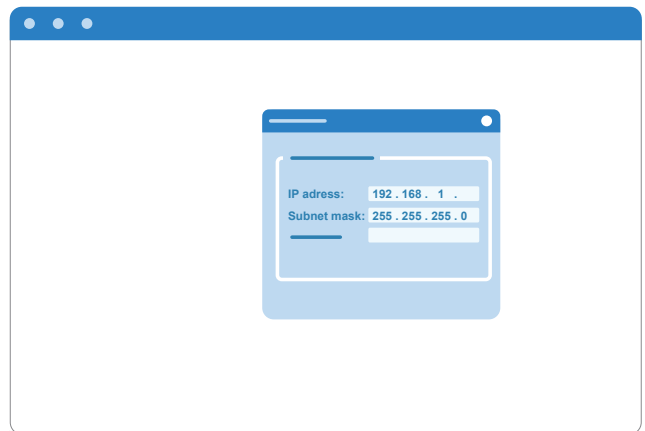 IP adress: 192 . 168 . 1 .
Subnet mask: 255 . 255 . 255 . 0